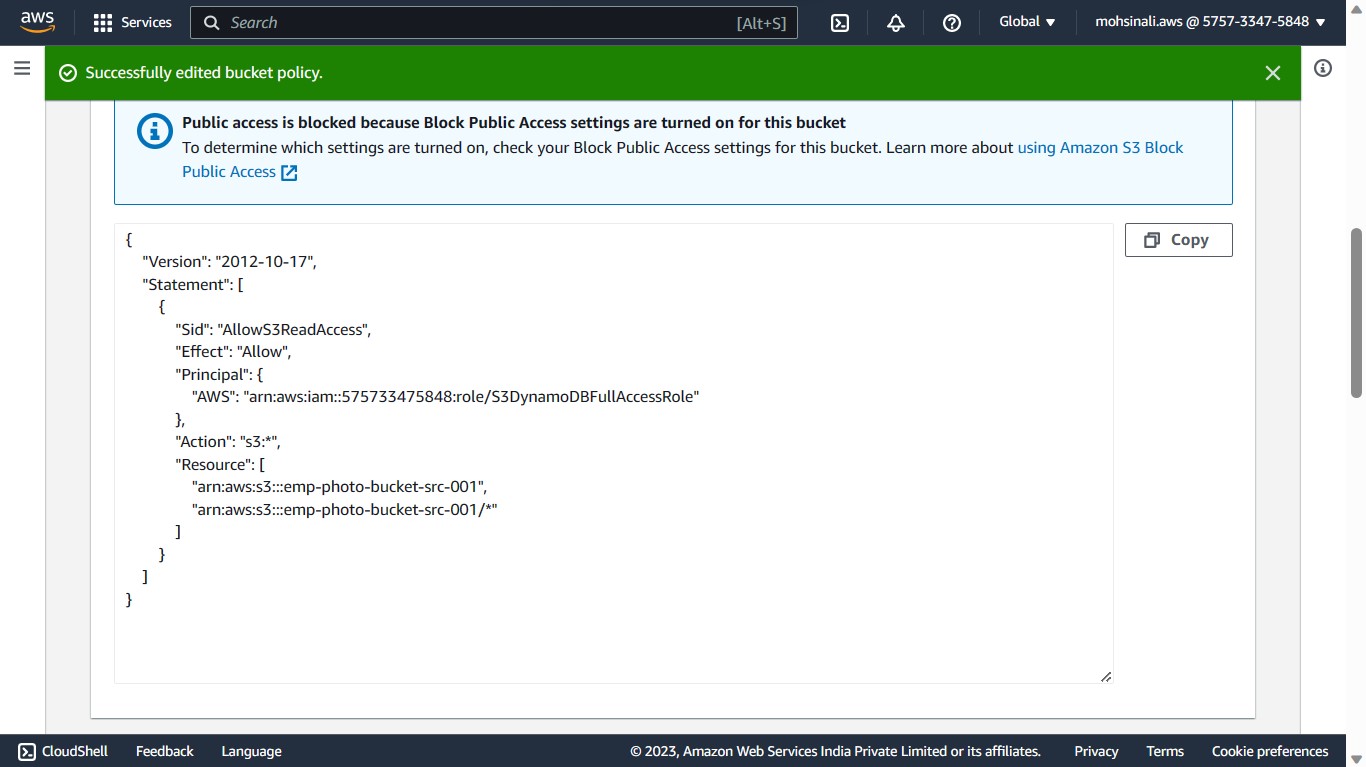 aws Services Search [Alt+S] Global mohsinali.aws @ 5757-3347-5848
Successfully edited bucket policy.
Public access is blocked because Block Public Access settings are turned on for this bucket
To determine which settings are turned on, check your Block Public Access settings for this bucket. Learn more about using Amazon S3 Block
Public Access
Copy
{
"Version": "2012-10-17",
"Statement": [
{
"Sid": "AllowS3ReadAccess",
"Effect": "Allow",
"Principal": {
"AWS": "arn:aws:iam::575733475848:role/S3DynamoDBFullAccessRole"
},
"Action": "s3:*",
"Resource": [
"arn:aws:s3:::emp-photo-bucket-src-001",
"arn:aws:s3:::emp-photo-bucket-src-001/*"
]
}
]
}
CloudShell Feedback Language © 2023, Amazon Web Services India Private Limited or its affiliates. Privacy Terms Cookie preferences